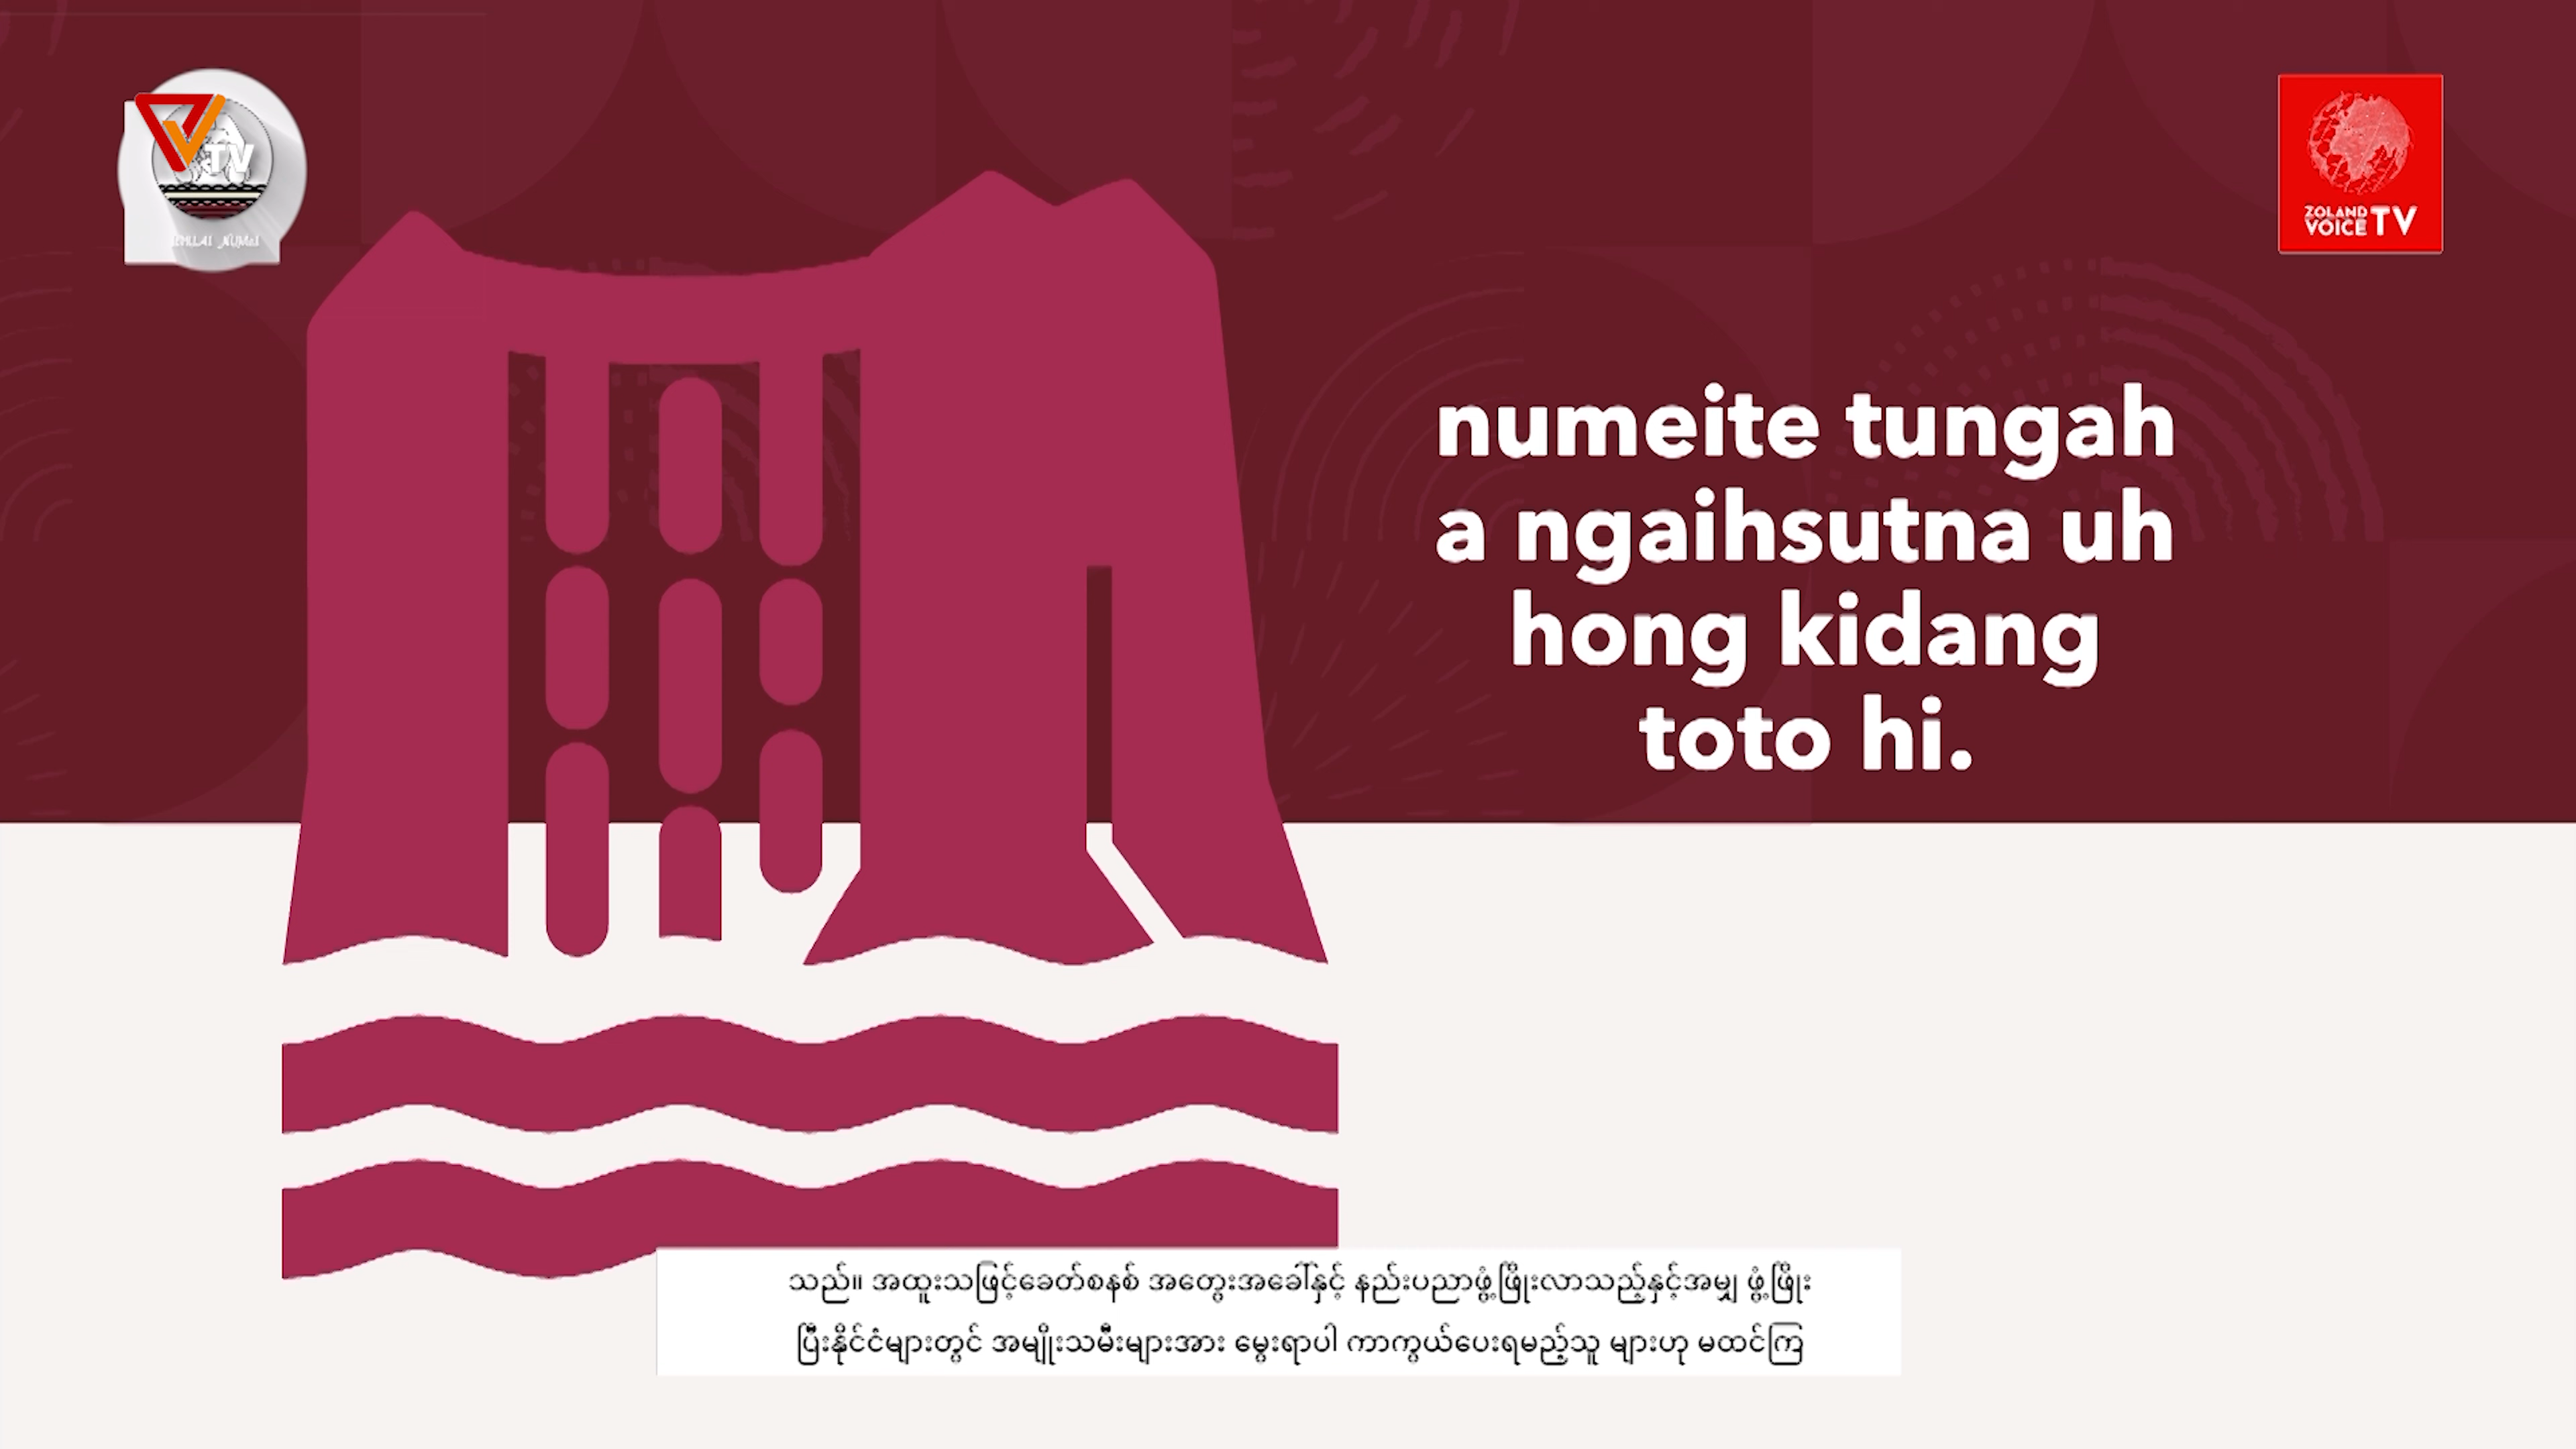 TV
ZOLAND
VOICE TV
numeite tungah
a ngaihsutna uh
hong kidang
toto hi.
သည်။ အထူးသဖြင့်ခေတ်စနစ် အတွေးအခေါ်နှင့် နည်းပညာဖွံ့ဖြိုးလာသည့်နှင့်အမျှ ဖွံ့ဖြိုး
ပြီးနိုင်ငံများတွင် အမျိုးသမီးများအား မွေးရာပါ ကာကွယ်ပေးရမည့်သူ များဟု မထင်ကြ